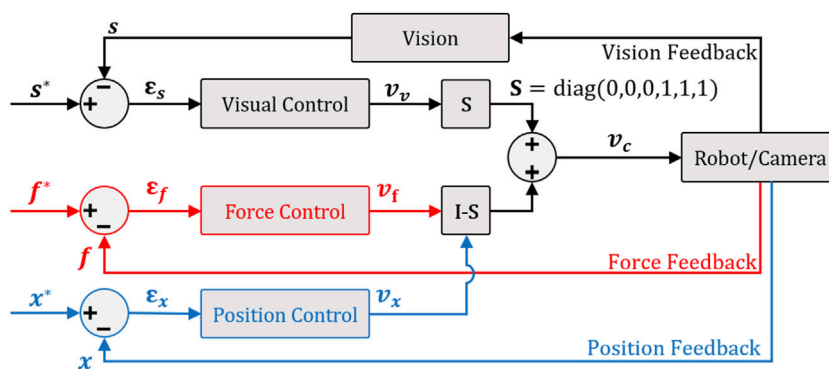 s
Vision
Vision Feedback
s*
εs
Visual Control
vv
S
S = diag(0,0,0,1,1,1)
vc
Robot/Camera
f*
εf
Force Control
vf
I-S
f
Force Feedback
x*
εx
Position Control
vx
x
Position Feedback